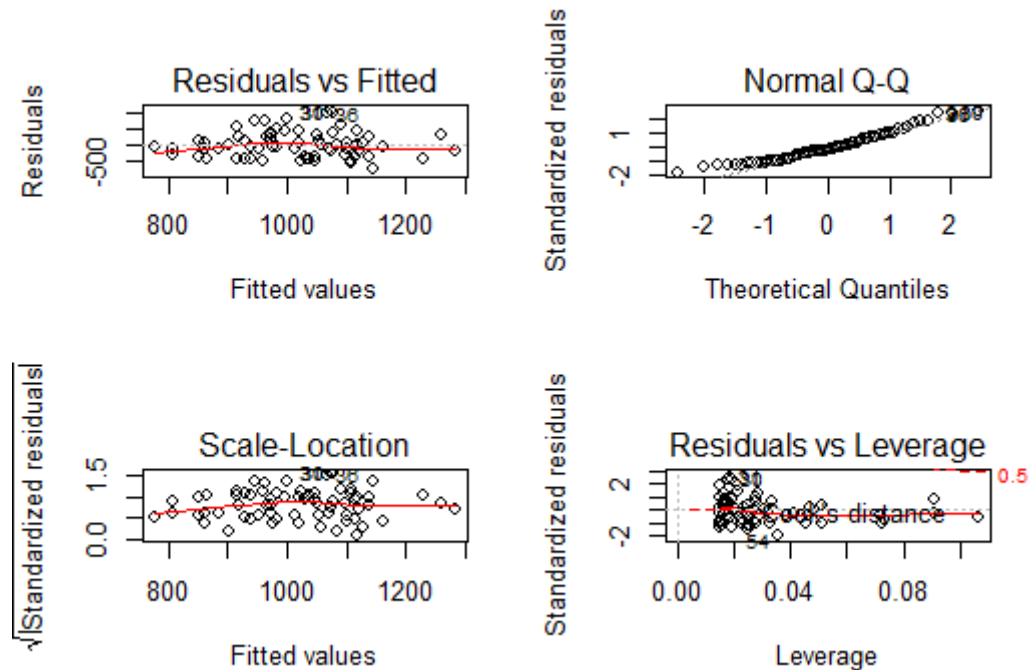 Residuals vs Fitted
Residuals
-500
36
800
1000
1200
Fitted values
Normal Q-Q
Standardized residuals
-2
1
-2
-1
0
1
2
Theoretical Quantiles
Scale-Location
√|Standardized residuals|
0.0
1.5
800
1000
1200
Fitted values
Residuals vs Leverage
Standardized residuals
-2
2
0.5
distance
54
0.00
0.04
0.08
Leverage